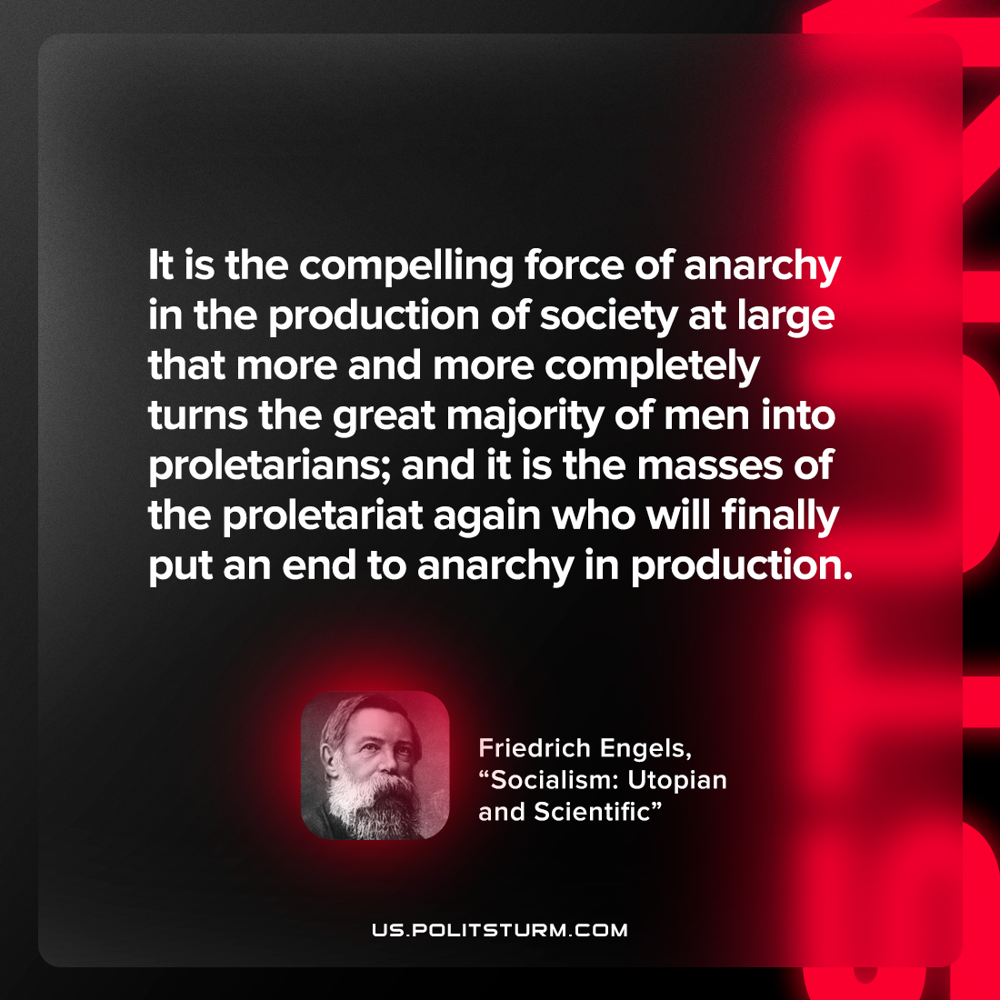 It is the compelling force of anarchy
in the production of society at large
that more and more completely
turns the great majority of men into
proletarians; and it is the masses of
the proletariat again who will finally
put an end to anarchy in production.
Friedrich Engels,
“Socialism: Utopian
and Scientific”
US.POLITSTURM.COM